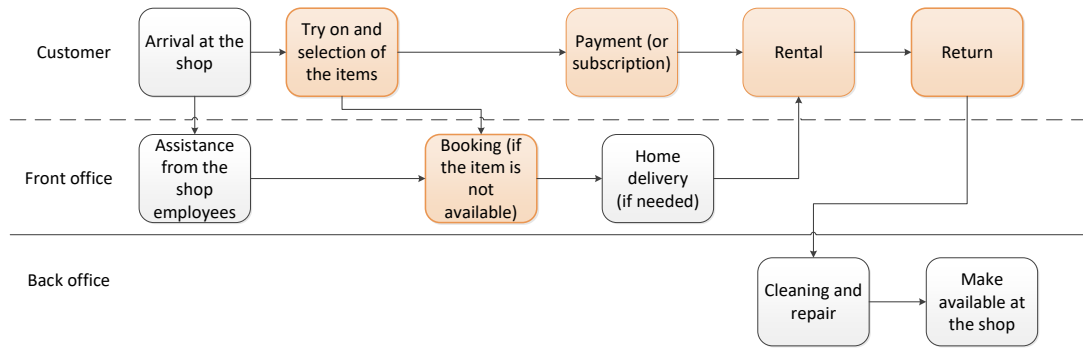 Customer
Arrival at the
shop
Try on and
selection of
the items
Payment (or
subscription)
Rental
Return
Front office
Assistance
from the
shop
employees
Booking (if
the item is
not
available)
Home
delivery
(if needed)
Back office
Cleaning and
repair
Make
available at
the shop